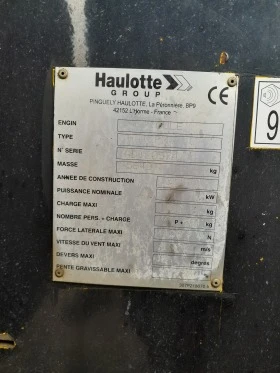 Haulotte
GROUP
PINGUELY HAULOTTE, La Péronnière, BP9
42152 L'Horme - France
CE
ENGIN
TYPE
N° SERIE
MASSE kg
ANNEE DE CONSTRUCTION
PUISSANCE NOMINALE kW
CHARGE MAXI kg
NOMBRE PERS. + CHARGE P + kg
FORCE LATERALE MAXI N
VITESSE DU VENT MAXI m/s
DEVERS MAXI degrés
PENTE GRAVISSABLE MAXI %
9